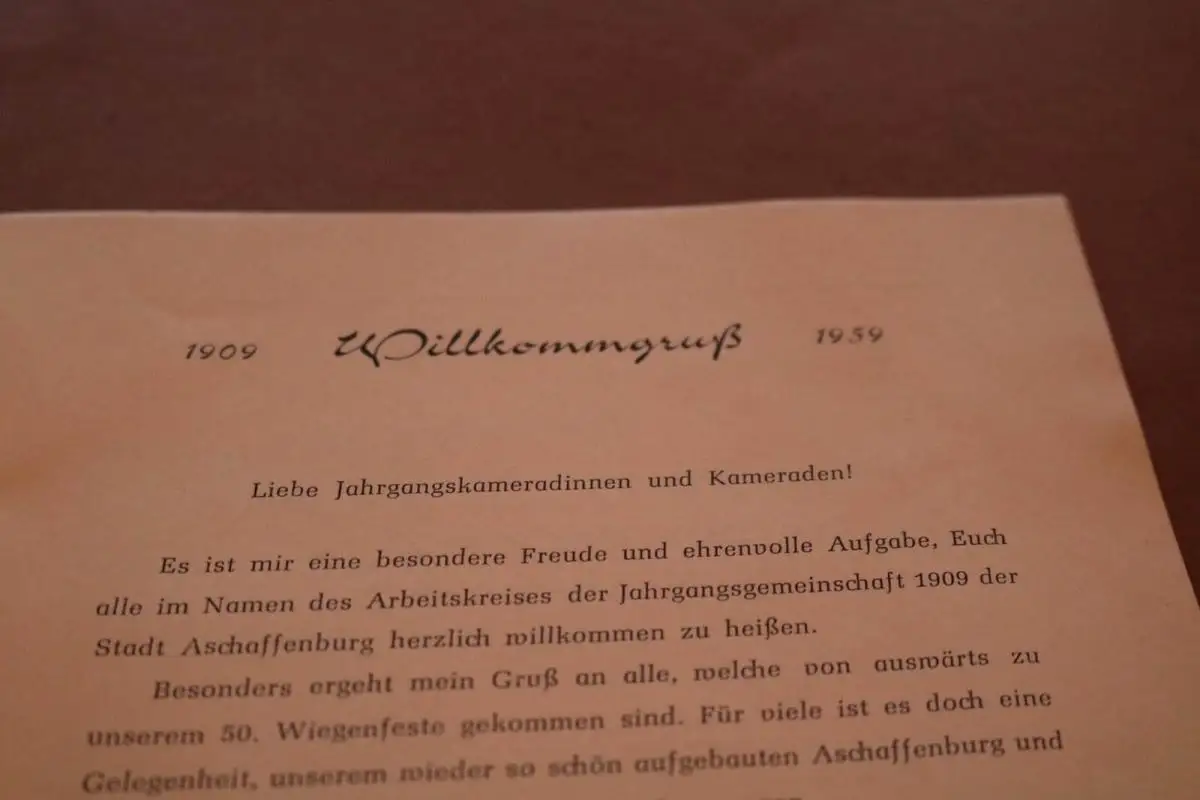 1909 Willkommgruß 1959
Liebe Jahrgangskameradinnen und Kameraden!
Es ist mir eine besondere Freude und ehrenvolle Aufgabe, Euch
alle im Namen des Arbeitskreises der Jahrgangsgemeinschaft 1909 der
Stadt Aschaffenburg herzlich willkommen zu heißen.
Besonders ergeht mein Gruß an alle, welche von auswärts zu
unserem 50. Wiegenfeste gekommen sind. Für viele ist es doch eine
Gelegenheit, unserem wieder so schön aufgebauten Aschaffenburg und